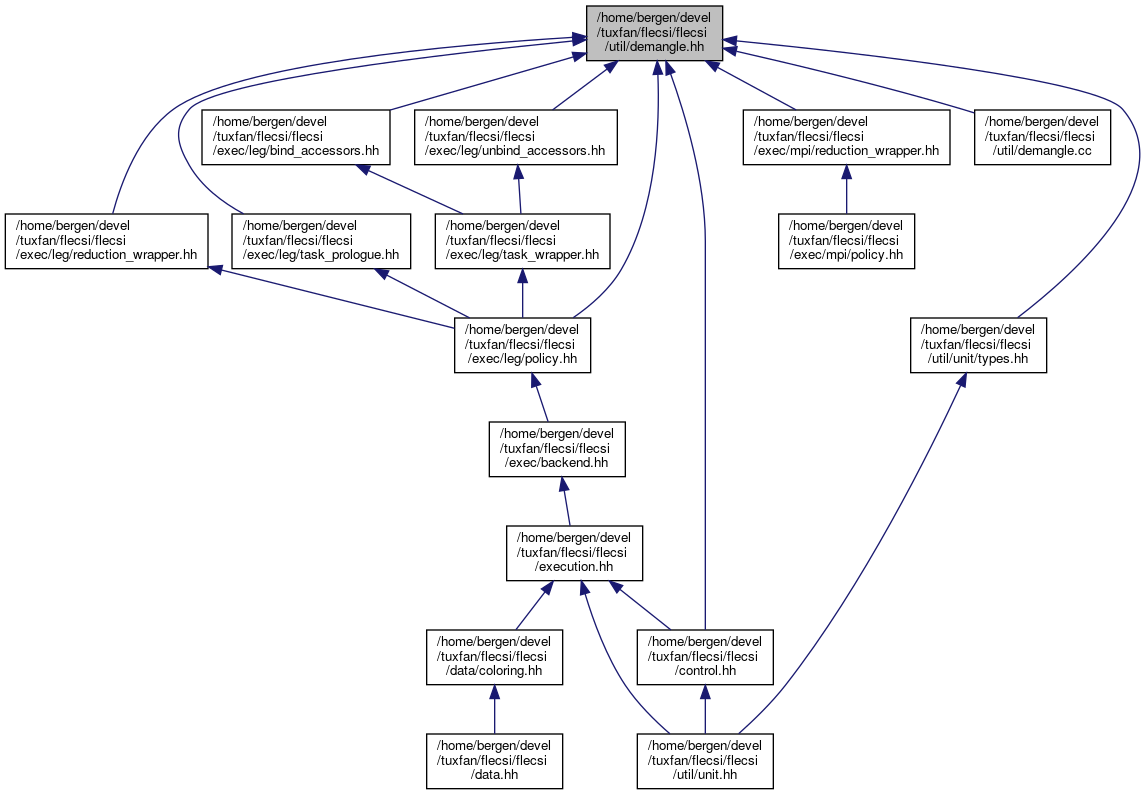 /home/bergen/devel
/tuxfan/flecsi/flecsi
/util/demangle.hh
/home/bergen/devel
/tuxfan/flecsi/flecsi
/exec/leg/bind_accessors.hh
/home/bergen/devel
/tuxfan/flecsi/flecsi
/exec/leg/unbind_accessors.hh
/home/bergen/devel
/tuxfan/flecsi/flecsi
/exec/mpi/reduction_wrapper.hh
/home/bergen/devel
/tuxfan/flecsi/flecsi
/util/demangle.cc
/home/bergen/devel
/tuxfan/flecsi/flecsi
/exec/leg/reduction_wrapper.hh
/home/bergen/devel
/tuxfan/flecsi/flecsi
/exec/leg/task_prologue.hh
/home/bergen/devel
/tuxfan/flecsi/flecsi
/exec/leg/task_wrapper.hh
/home/bergen/devel
/tuxfan/flecsi/flecsi
/exec/mpi/policy.hh
/home/bergen/devel
/tuxfan/flecsi/flecsi
/exec/leg/policy.hh
/home/bergen/devel
/tuxfan/flecsi/flecsi
/util/unit/types.hh
/home/bergen/devel
/tuxfan/flecsi/flecsi
/exec/backend.hh
/home/bergen/devel
/tuxfan/flecsi/flecsi
/execution.hh
/home/bergen/devel
/tuxfan/flecsi/flecsi
/data/coloring.hh
/home/bergen/devel
/tuxfan/flecsi/flecsi
/control.hh
/home/bergen/devel
/tuxfan/flecsi/flecsi
/data.hh
/home/bergen/devel
/tuxfan/flecsi/flecsi
/util/unit.hh